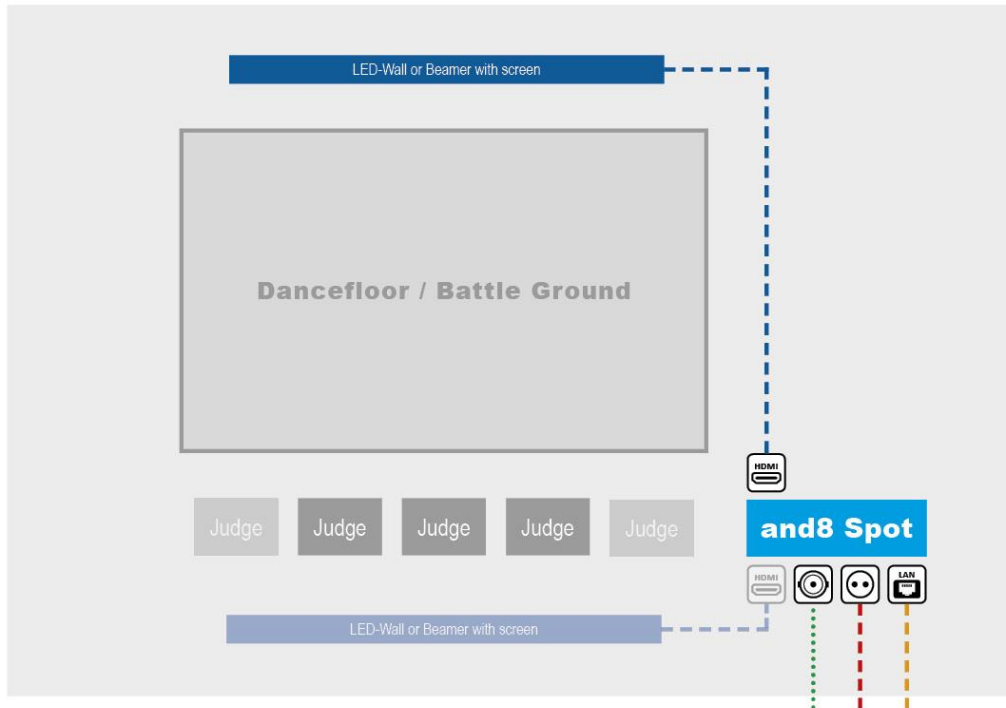 LED-Wall or Beamer with screen
Dancefloor / Battle Ground
HDMI
Judge
Judge
Judge
Judge
Judge
and8 Spot
HDMI
LAN
LED-Wall or Beamer with screen